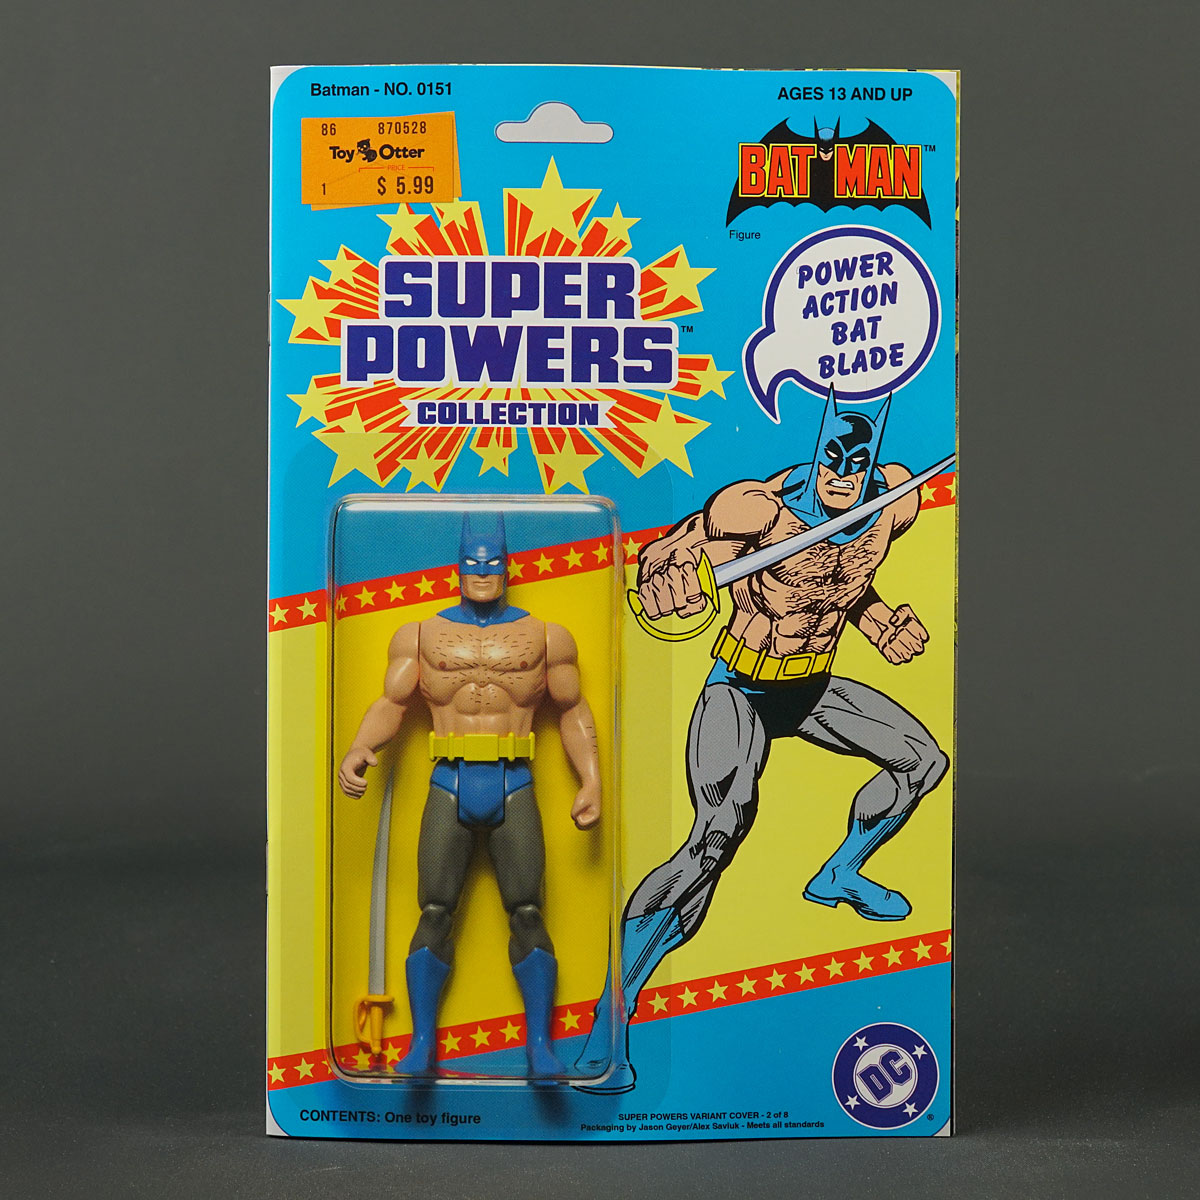 Batman - NO. 0151
AGES 13 AND UP
86 870528
Toy Otter
PRICE
1 $ 5.99
BATMAN™
Figure
SUPER
POWERS™
COLLECTION
POWER
ACTION
BAT
BLADE
DC
®
CONTENTS: One toy figure
SUPER POWERS VARIANT COVER - 2 of 8
Packaging by Jason Geyer/Alex Saviuk - Meets all standards